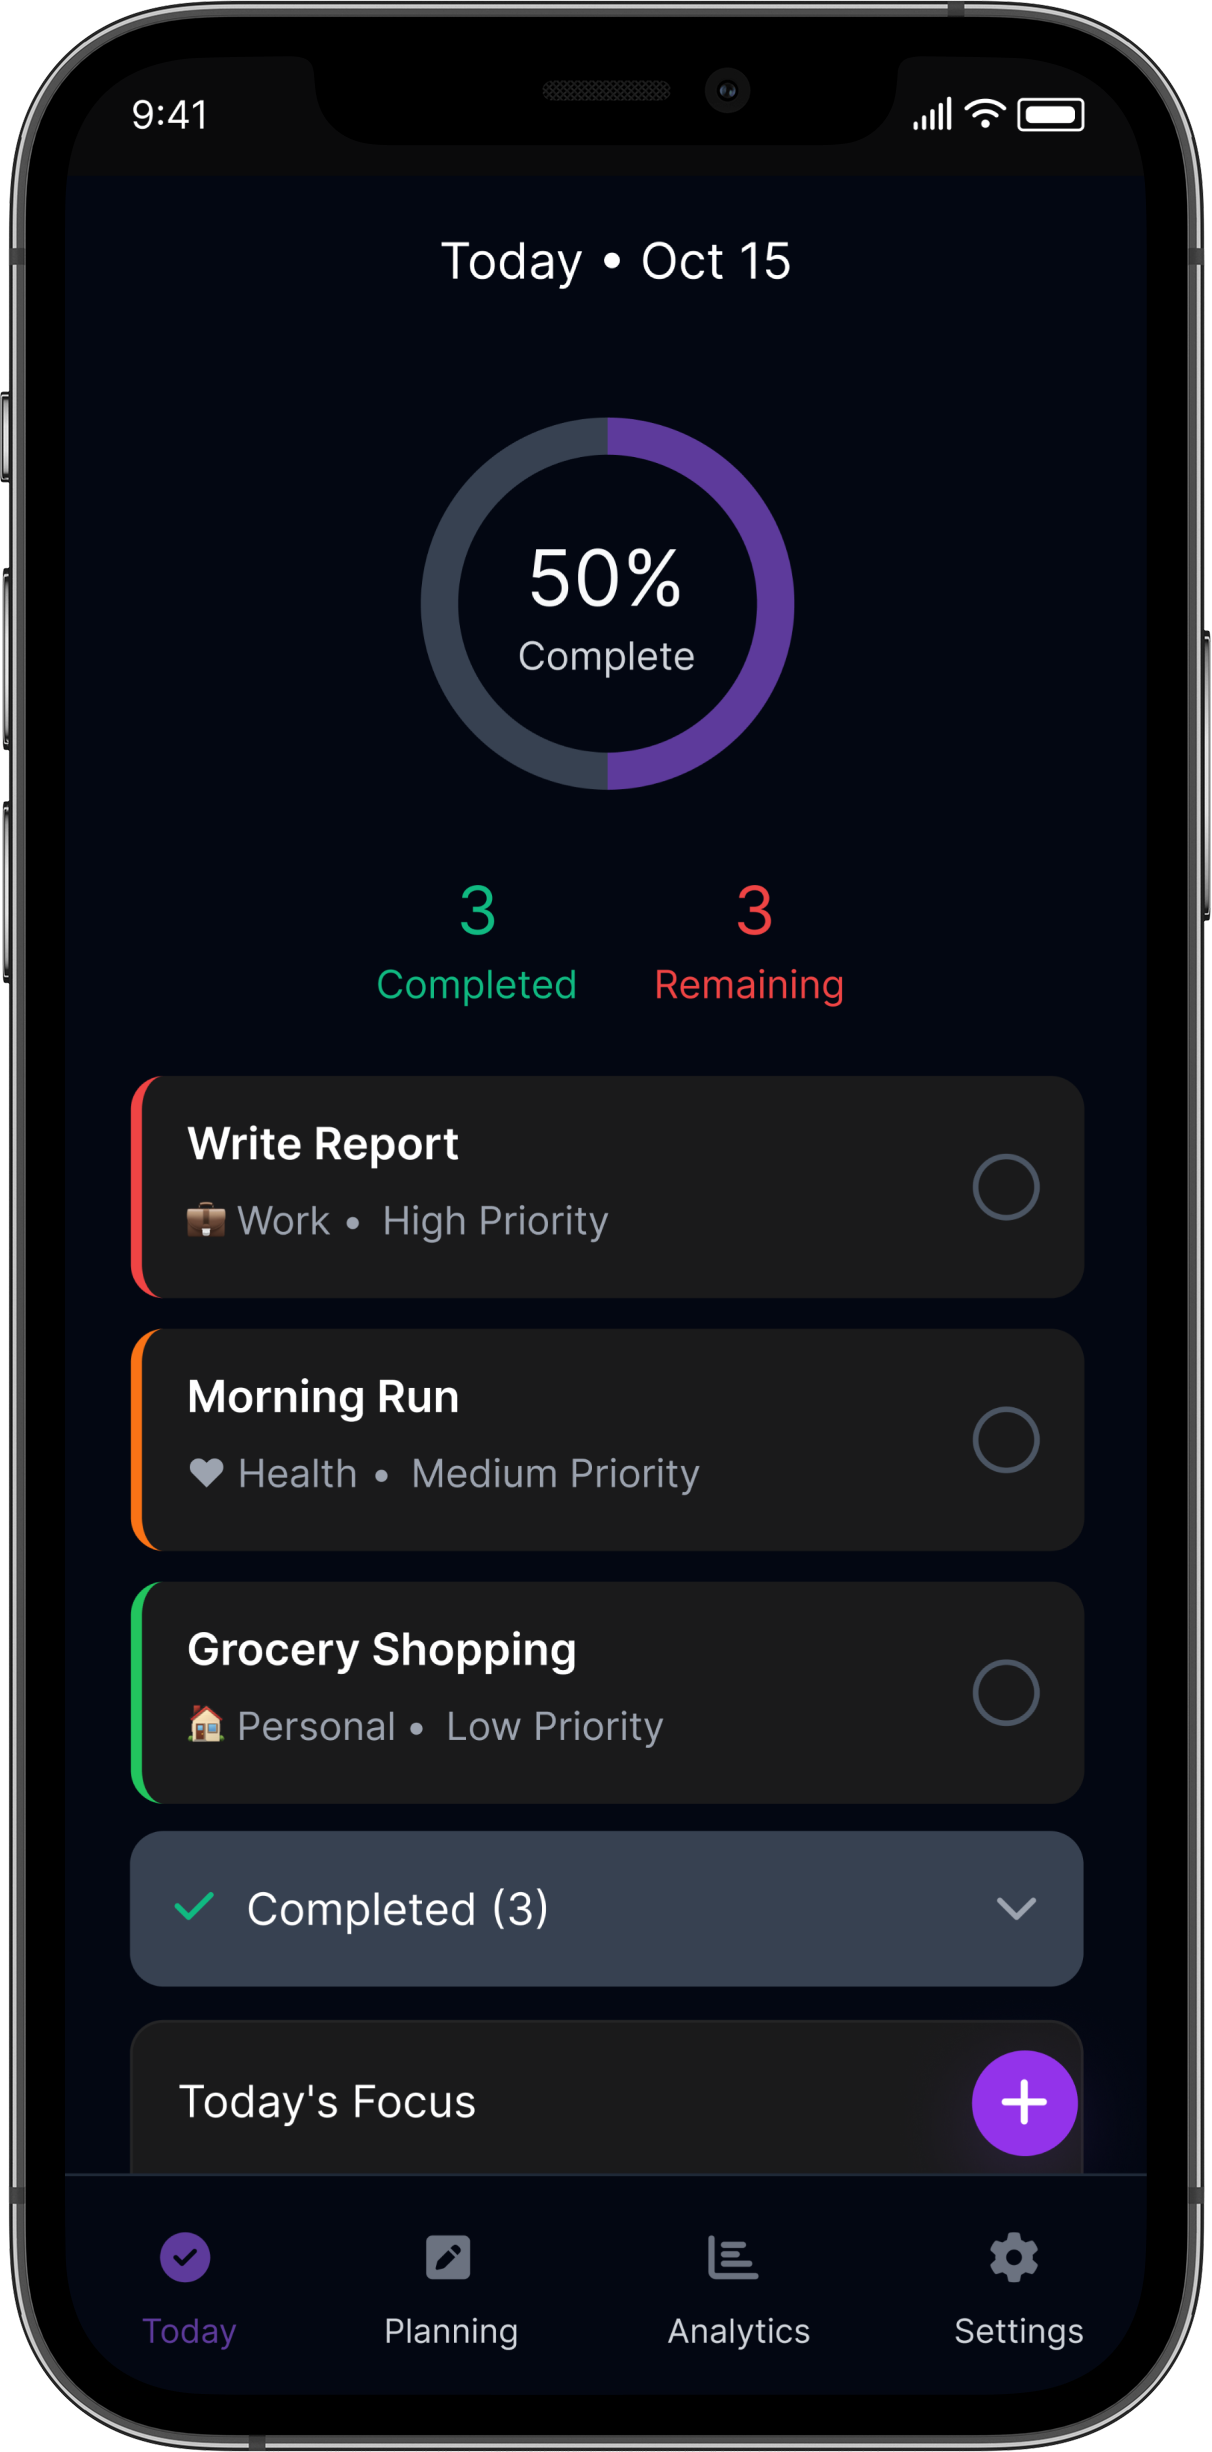 9:41
Today • Oct 15
50%
Complete
3 3
Completed Remaining
Write Report
Work • High Priority
Morning Run
Health • Medium Priority
Grocery Shopping
Personal • Low Priority
Completed (3)
Today's Focus
Today Planning Analytics Settings